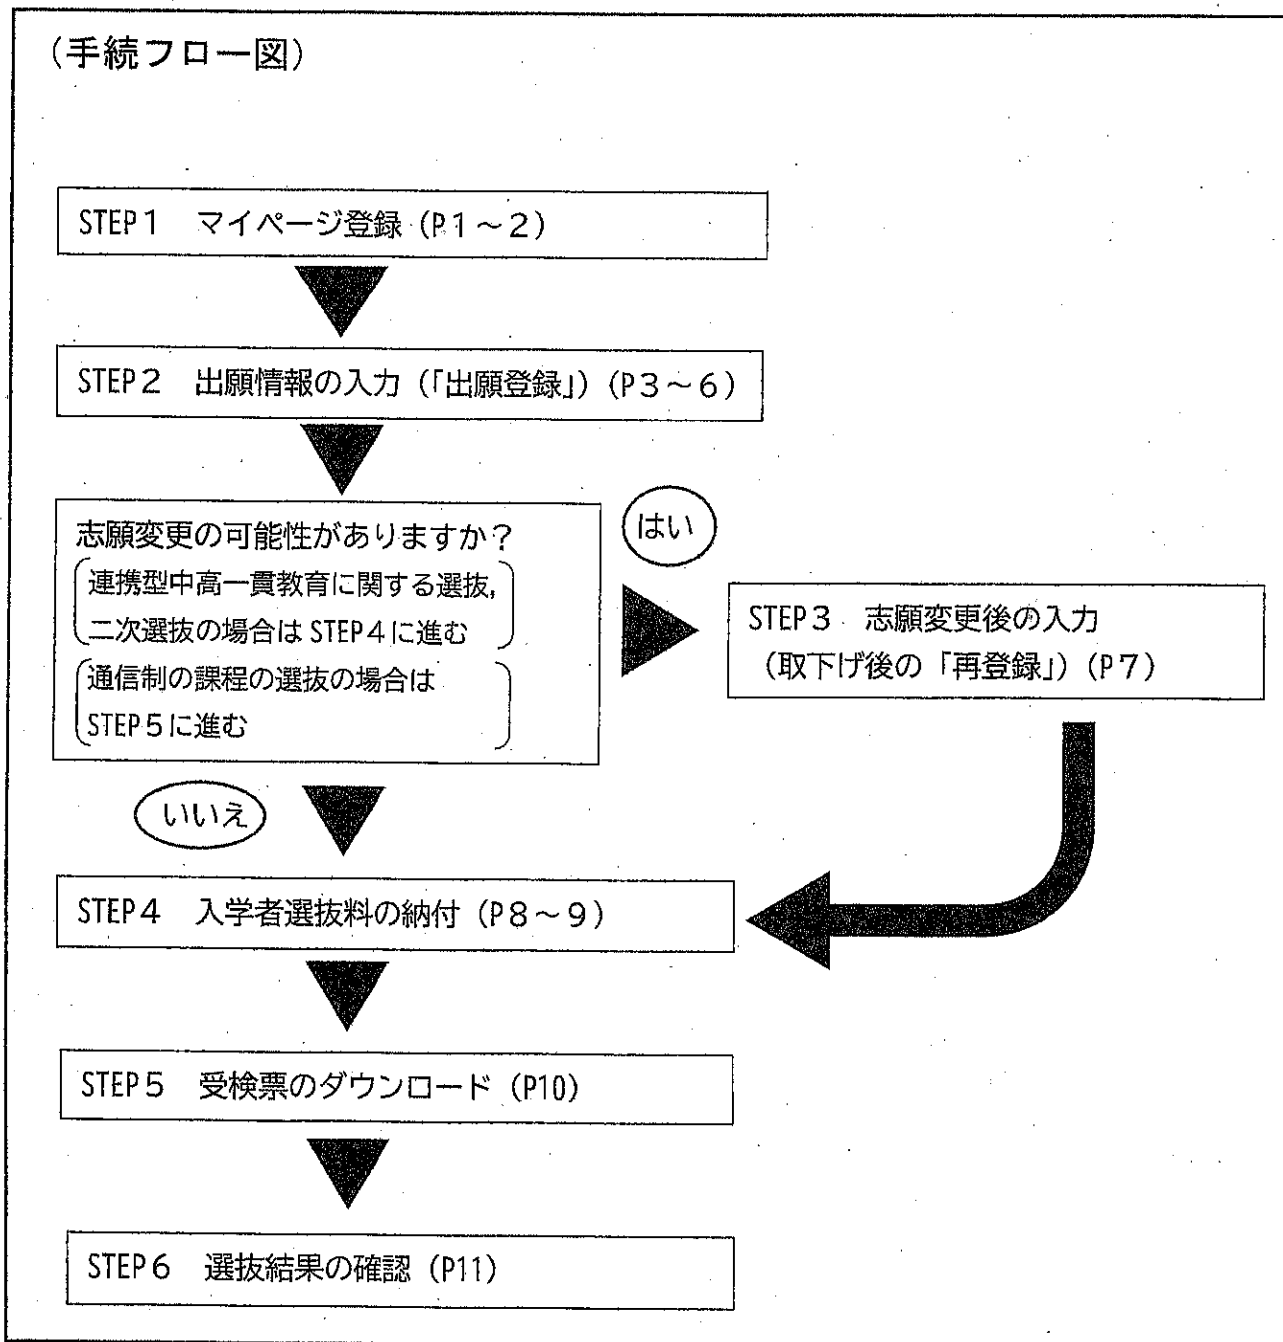 (手続フロー図)
STEP1 マイページ登録(P1~2)
STEP2 出願情報の入力(「出願登録」)(P3~6)
志願変更の可能性がありますか?
連携型中高一貫教育に関する選抜,
二次選抜の場合はSTEP4に進む
通信制の課程の選抜の場合は
STEP5に進む
はい
STEP3 志願変更後の入力
(取下げ後の「再登録」)(P7)
いいえ
STEP4 入学者選抜料の納付(P8~9)
STEP5 受検票のダウンロード(P10)
STEP6 選抜結果の確認(P11)